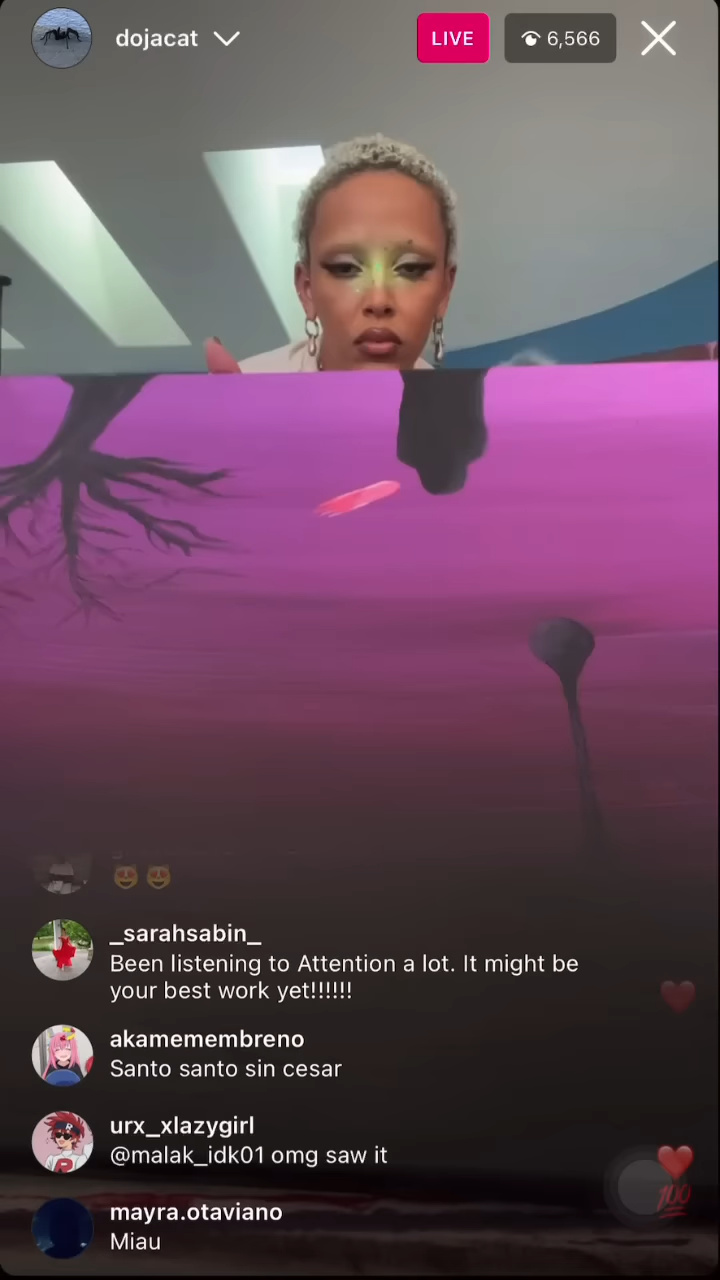 dojacat
LIVE
6,566
_sarahsabin_
Been listening to Attention a lot. It might be
your best work yet!!!!!!
akamemembreno
Santo santo sin cesar
urx_xlazygirl
@malak_idk01 omg saw it
mayra.otaviano
Miau
100